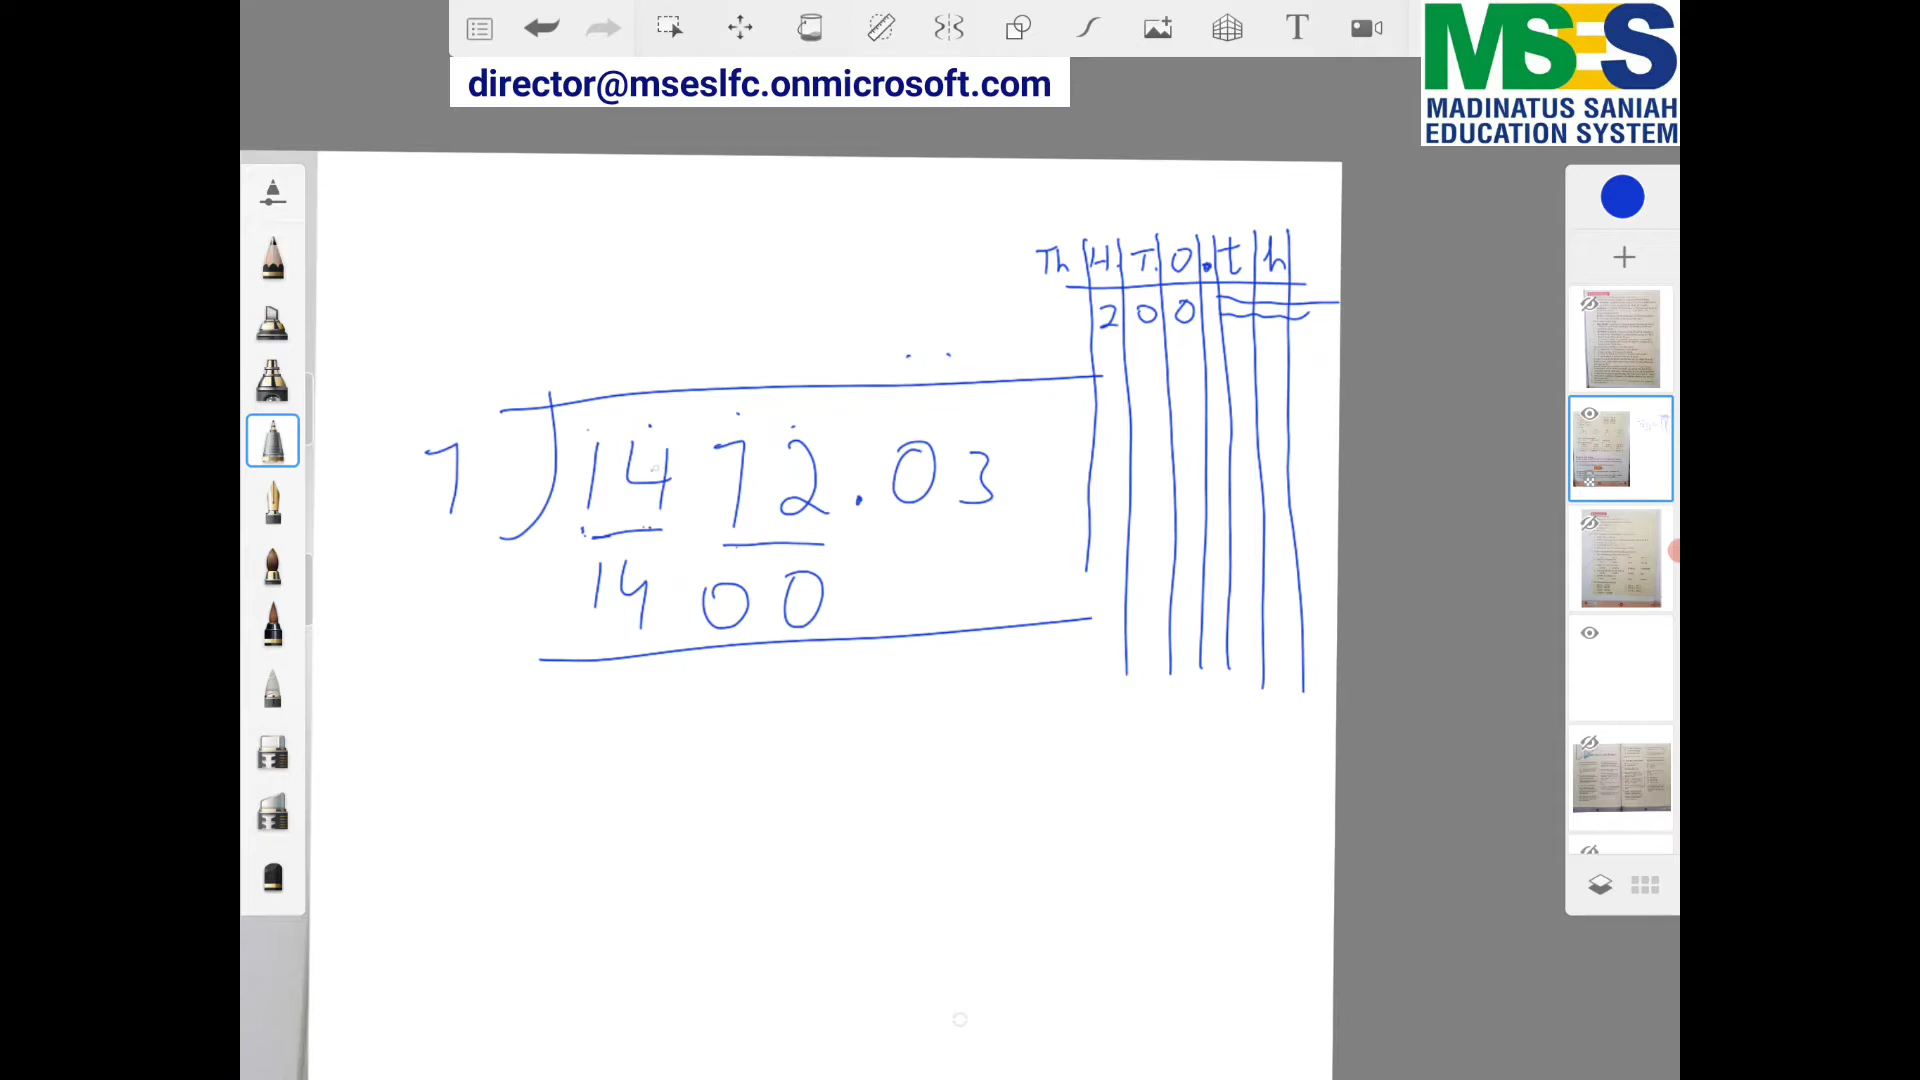 director@mseslfc.onmicrosoft.com
MSES
MADINATUS SANIAH
EDUCATION SYSTEM
Th H. T. O . t h
2 0 0
7 1472.03
1400